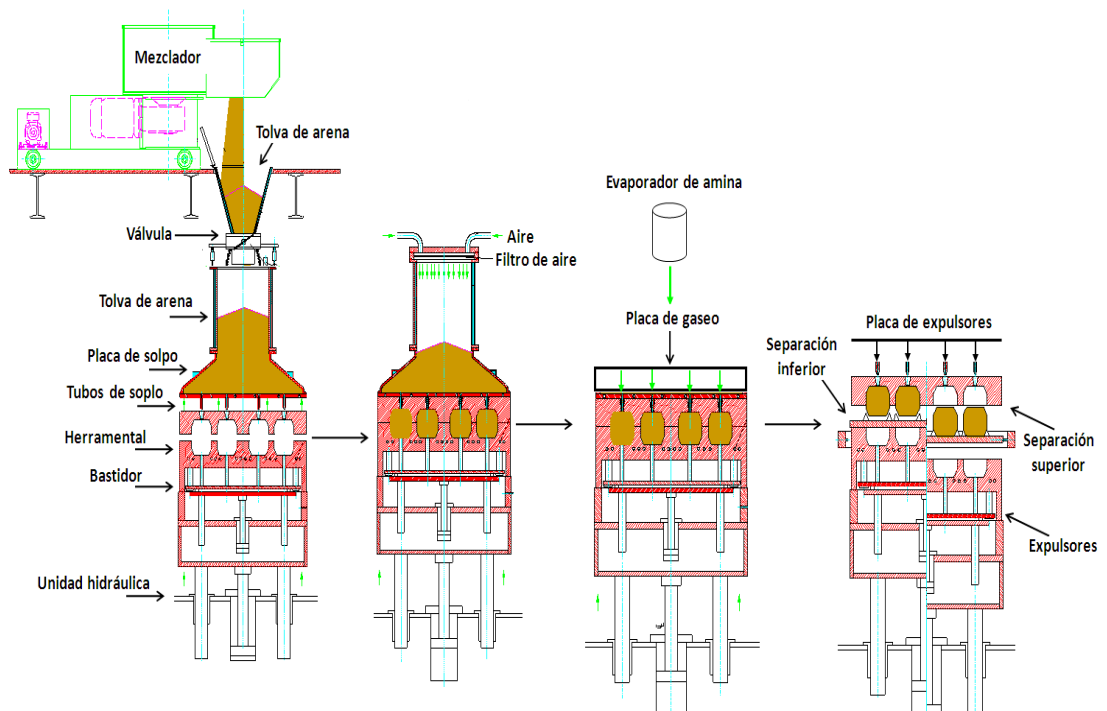 Mezclador
Tolva de arena
Válvula
Tolva de arena
Placa de solpo
Tubos de soplo
Herramental
Bastidor
Unidad hidráulica
Aire
Filtro de aire
Evaporador de amina
Placa de gaseo
Placa de expulsores
Separación
inferior
Separación
superior
Expulsores